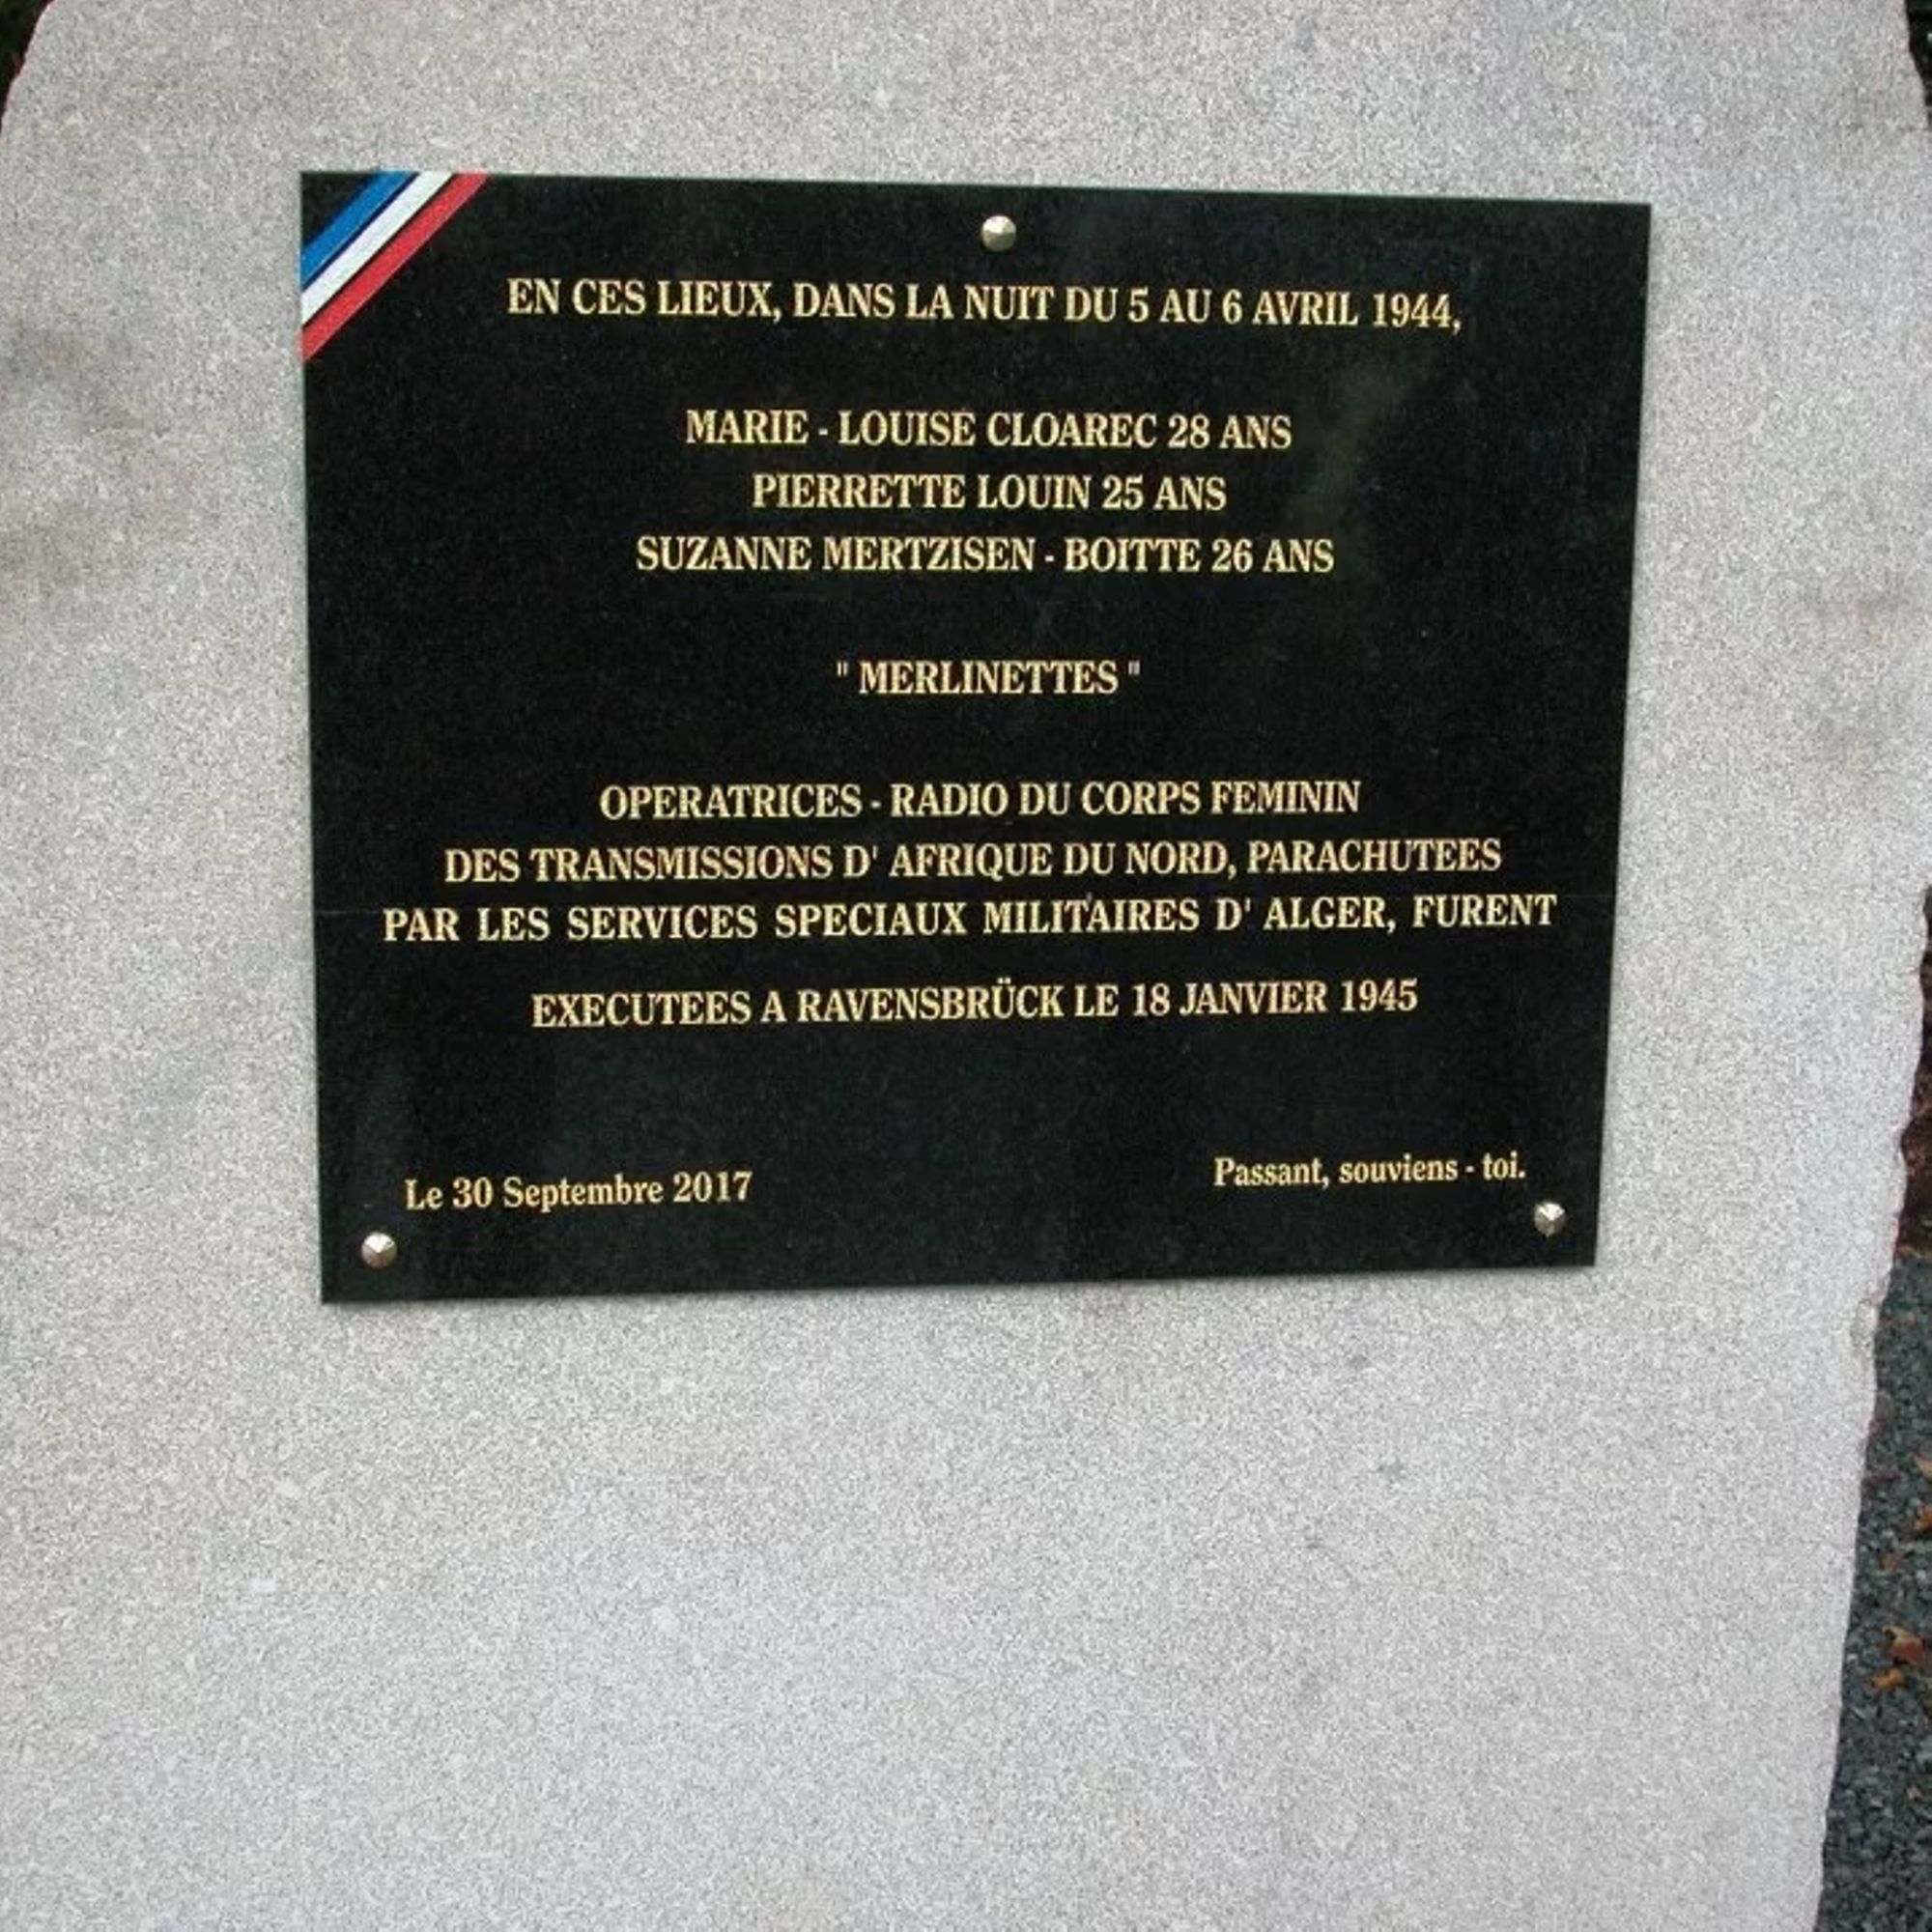 EN CES LIEUX, DANS LA NUIT DU 5 AU 6 AVRIL 1944,
MARIE - LOUISE CLOAREC 28 ANS
PIERRETTE LOUIN 25 ANS
SUZANNE MERTZISEN - BOITTE 26 ANS
" MERLINETTES "
OPERATRICES - RADIO DU CORPS FEMININ
DES TRANSMISSIONS D' AFRIQUE DU NORD, PARACHUTEES
PAR LES SERVICES SPECIAUX MILITAIRES D' ALGER, FURENT
EXECUTEES A RAVENSBRÜCK LE 18 JANVIER 1945
Le 30 Septembre 2017
Passant, souviens - toi.